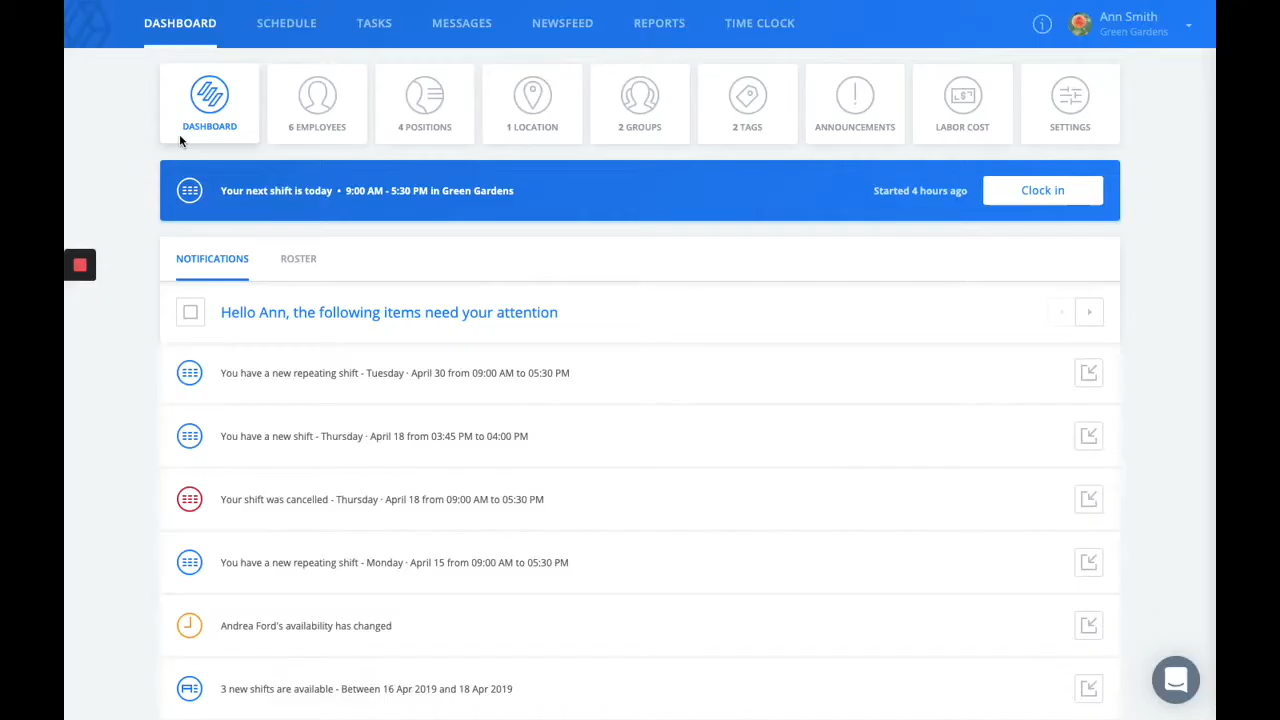 DASHBOARD SCHEDULE TASKS MESSAGES NEWSFEED REPORTS TIME CLOCK
Ann Smith
Green Gardens
DASHBOARD 6 EMPLOYEES 4 POSITIONS 1 LOCATION 2 GROUPS 2 TAGS ANNOUNCEMENTS LABOR COST SETTINGS
Your next shift is today • 9:00 AM - 5:30 PM in Green Gardens Started 4 hours ago Clock in
NOTIFICATIONS ROSTER
Hello Ann, the following items need your attention
You have a new repeating shift - Tuesday · April 30 from 09:00 AM to 05:30 PM
You have a new shift - Thursday · April 18 from 03:45 PM to 04:00 PM
Your shift was cancelled - Thursday · April 18 from 09:00 AM to 05:30 PM
You have a new repeating shift - Monday · April 15 from 09:00 AM to 05:30 PM
Andrea Ford's availability has changed
3 new shifts are available - Between 16 Apr 2019 and 18 Apr 2019